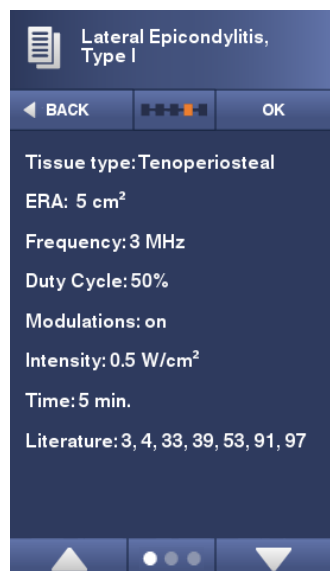 Lateral Epicondylitis,
Type I
BACK
OK
Tissue type: Tenoperiosteal
ERA: 5 cm²
Frequency: 3 MHz
Duty Cycle: 50%
Modulations: on
Intensity: 0.5 W/cm²
Time: 5 min.
Literature: 3, 4, 33, 39, 53, 91, 97